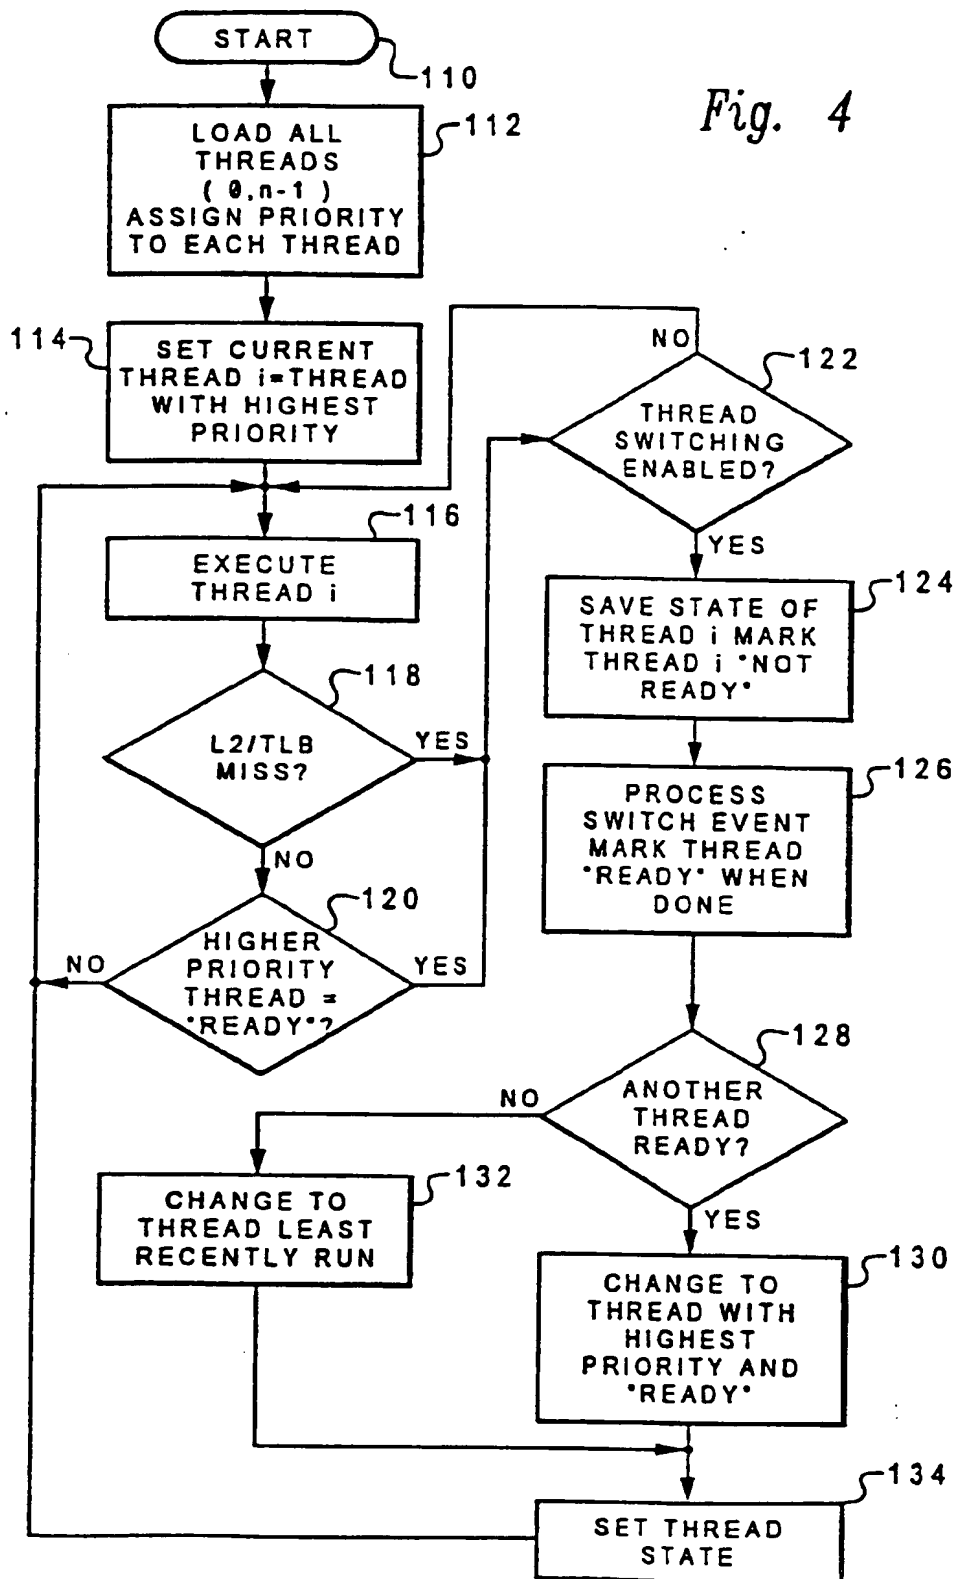 START
110
Fig. 4
LOAD ALL
THREADS
( 0,n-1 )
ASSIGN PRIORITY
TO EACH THREAD
112
114
SET CURRENT
THREAD i=THREAD
WITH HIGHEST
PRIORITY
NO
122
THREAD
SWITCHING
ENABLED?
YES
116
EXECUTE
THREAD i
124
SAVE STATE OF
THREAD i MARK
THREAD i "NOT
READY"
118
L2/TLB
MISS?
YES
NO
126
PROCESS
SWITCH EVENT
MARK THREAD
"READY" WHEN
DONE
120
HIGHER
PRIORITY
THREAD =
"READY"?
NO
YES
128
ANOTHER
THREAD
READY?
NO
YES
132
CHANGE TO
THREAD LEAST
RECENTLY RUN
130
CHANGE TO
THREAD WITH
HIGHEST
PRIORITY AND
"READY"
134
SET THREAD
STATE